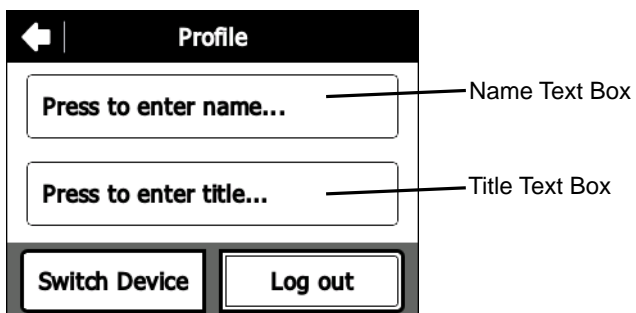 Profile
Press to enter name...
Name Text Box
Press to enter title...
Title Text Box
Switch Device
Log out